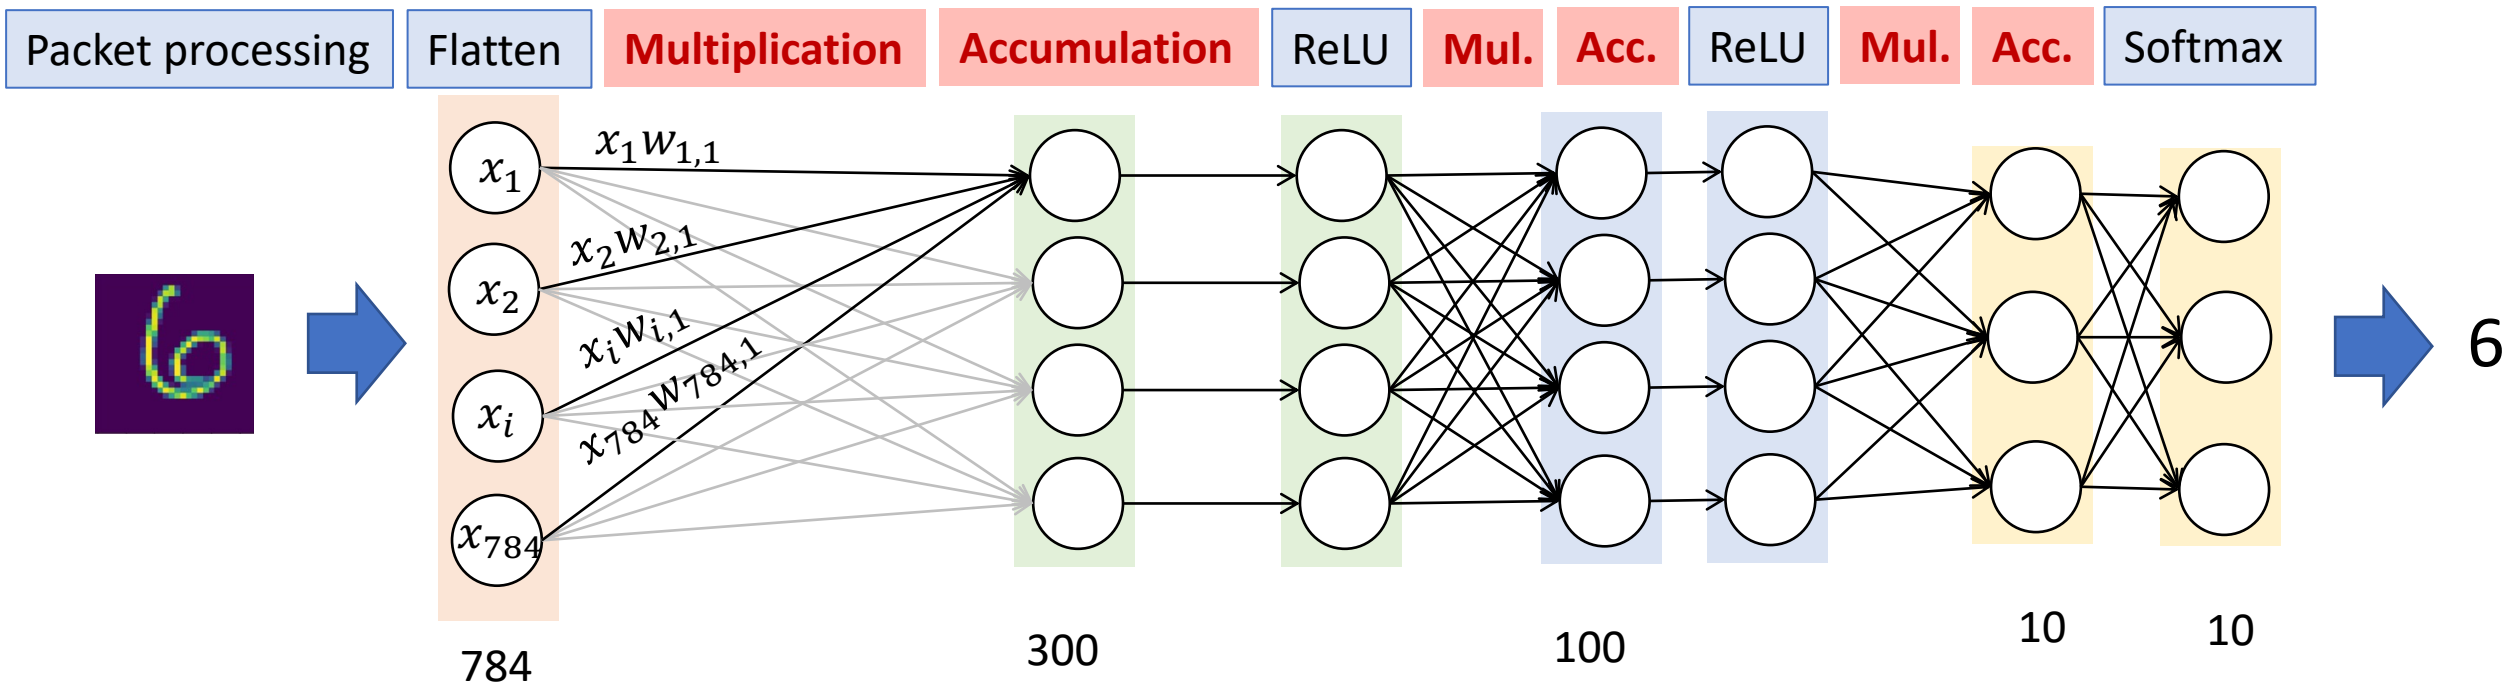 Packet processing Flatten Multiplication Accumulation ReLU Mul. Acc. ReLU Mul. Acc. Softmax
x₁
x₂
xᵢ
x₇₈₄
x₁w₁,₁
x₂w₂,₁
xᵢwᵢ,₁
x₇₈₄w₇₈₄,₁
6
784 300 100 10 10